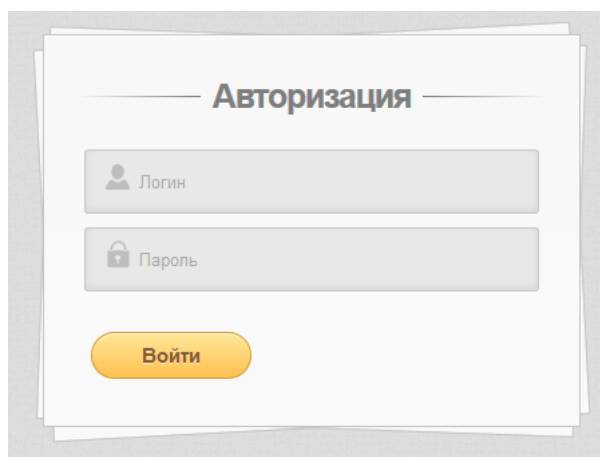 Авторизация
Логин
Пароль
Войти